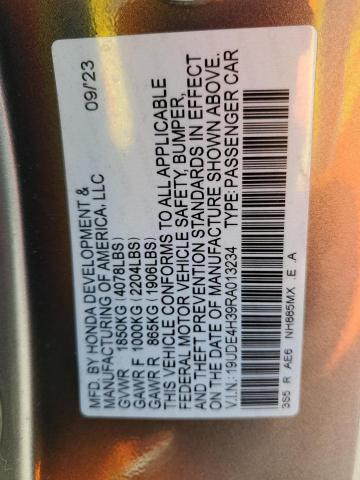 MFD. BY HONDA DEVELOPMENT & 09/23
MANUFACTURING OF AMERICA, LLC
GVWR 1850KG (4078LBS)
GAWR F 1000KG (2204LBS)
GAWR R 865KG (1906LBS)
THIS VEHICLE CONFORMS TO ALL APPLICABLE
FEDERAL MOTOR VEHICLE SAFETY, BUMPER,
AND THEFT PREVENTION STANDARDS IN EFFECT
ON THE DATE OF MANUFACTURE SHOWN ABOVE.
V.I.N.: 19UDE4H39RA013234 TYPE: PASSENGER CAR
3S5 R AE6 NH885MX E .A